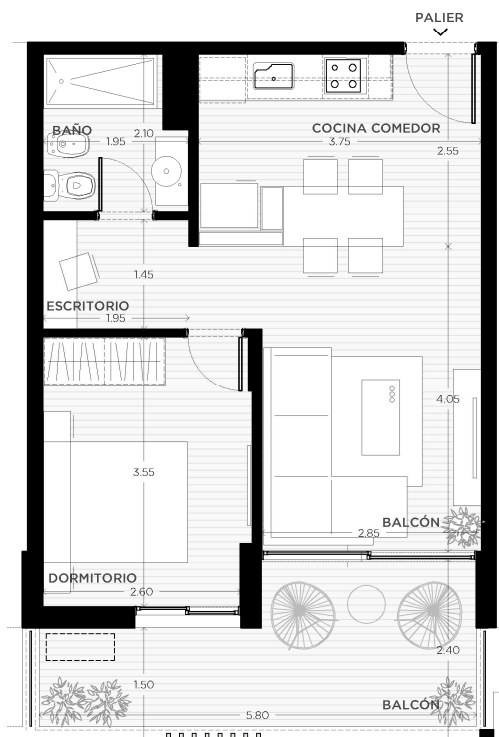 PALIER
BAÑO
2.10
1.95
COCINA COMEDOR
3.75
2.55
1.45
ESCRITORIO
1.95
4.05
3.55
BALCÓN
2.85
DORMITORIO
2.60
2.40
1.50
BALCÓN
5.80